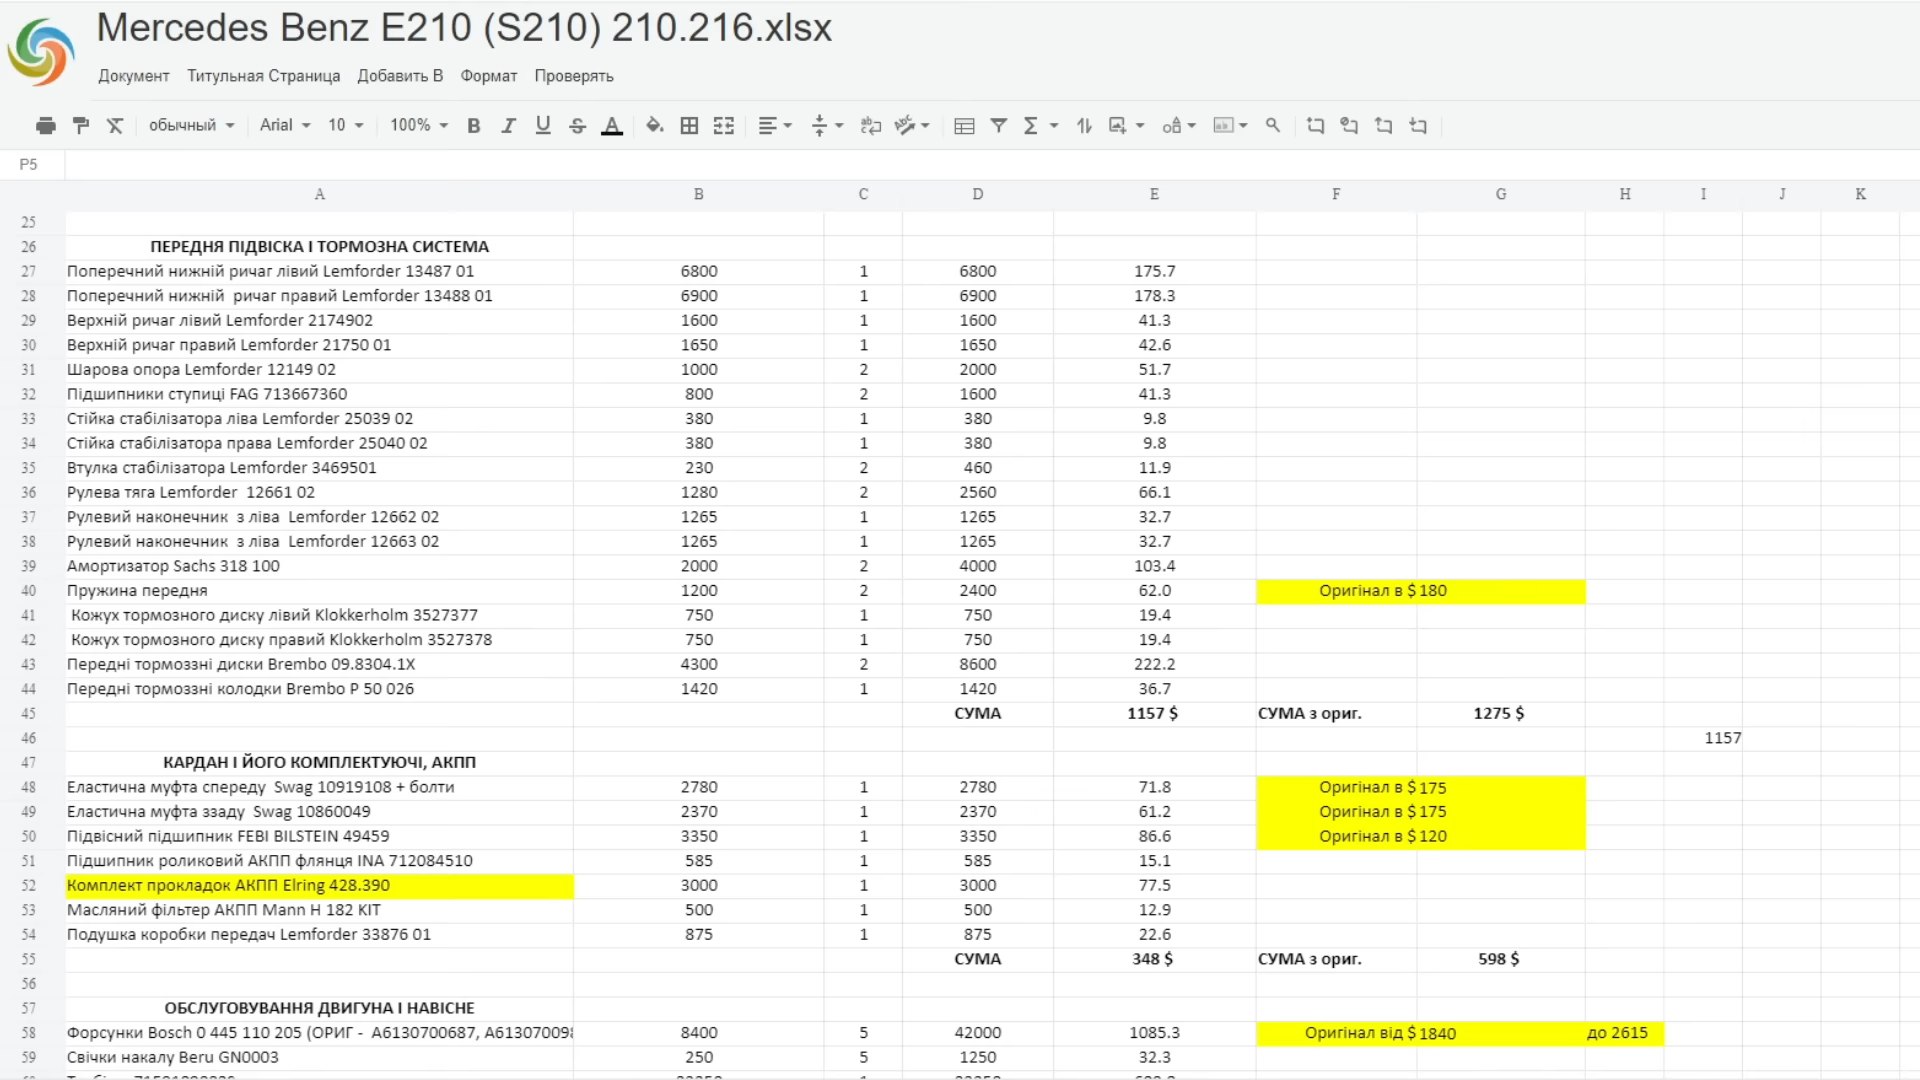 Mercedes Benz E210 (S210) 210.216.xlsx
Документ Титульная Страница Добавить В Формат Проверять
обычный Arial 10 100%
P5
A B C D E F G H I J K
25
26 ПЕРЕДНЯ ПІДВІСКА І ТОРМОЗНА СИСТЕМА
27 Поперечний нижній ричаг лівий Lemforder 13487 01 6800 1 6800 175.7
28 Поперечний нижній ричаг правий Lemforder 13488 01 6900 1 6900 178.3
29 Верхній ричаг лівий Lemforder 2174902 1600 1 1600 41.3
30 Верхній ричаг правий Lemforder 21750 01 1650 1 1650 42.6
31 Шарова опора Lemforder 12149 02 1000 2 2000 51.7
32 Підшипники ступиці FAG 713667360 800 2 1600 41.3
33 Стійка стабілізатора ліва Lemforder 25039 02 380 1 380 9.8
34 Стійка стабілізатора права Lemforder 25040 02 380 1 380 9.8
35 Втулка стабілізатора Lemforder 3469501 230 2 460 11.9
36 Рулева тяга Lemforder 12661 02 1280 2 2560 66.1
37 Рулевий наконечник з ліва Lemforder 12662 02 1265 1 1265 32.7
38 Рулевий наконечник з ліва Lemforder 12663 02 1265 1 1265 32.7
39 Амортизатор Sachs 318 100 2000 2 4000 103.4
40 Пружина передня 1200 2 2400 62.0 Оригінал в $ 180
41 Кожух тормозного диску лівий Klokkerholm 3527377 750 1 750 19.4
42 Кожух тормозного диску правий Klokkerholm 3527378 750 1 750 19.4
43 Передні тормоззні диски Brembo 09.8304.1X 4300 2 8600 222.2
44 Передні тормоззні колодки Brembo P 50 026 1420 1 1420 36.7
45 СУМА 1157 $ СУМА з ориг. 1275 $
46 1157
47 КАРДАН І ЙОГО КОМПЛЕКТУЮЧІ, АКПП
48 Еластична муфта спереду Swag 10919108 + болти 2780 1 2780 71.8 Оригінал в $ 175
49 Еластична муфта ззаду Swag 10860049 2370 1 2370 61.2 Оригінал в $ 175
50 Підвісний підшипник FEBI BILSTEIN 49459 3350 1 3350 86.6 Оригінал в $ 120
51 Підшипник роликовий АКПП флянця INA 712084510 585 1 585 15.1
52 Комплект прокладок АКПП Elring 428.390 3000 1 3000 77.5
53 Масляний фільтер АКПП Mann H 182 KIT 500 1 500 12.9
54 Подушка коробки передач Lemforder 33876 01 875 1 875 22.6
55 СУМА 348 $ СУМА з ориг. 598 $
56
57 ОБСЛУГОВУВАННЯ ДВИГУНА І НАВІСНЕ
58 Форсунки Bosch 0 445 110 205 (ОРИГ - A6130700687, A613070098 8400 5 42000 1085.3 Оригінал від $ 1840 до 2615
59 Свічки накалу Beru GN0003 250 5 1250 32.3